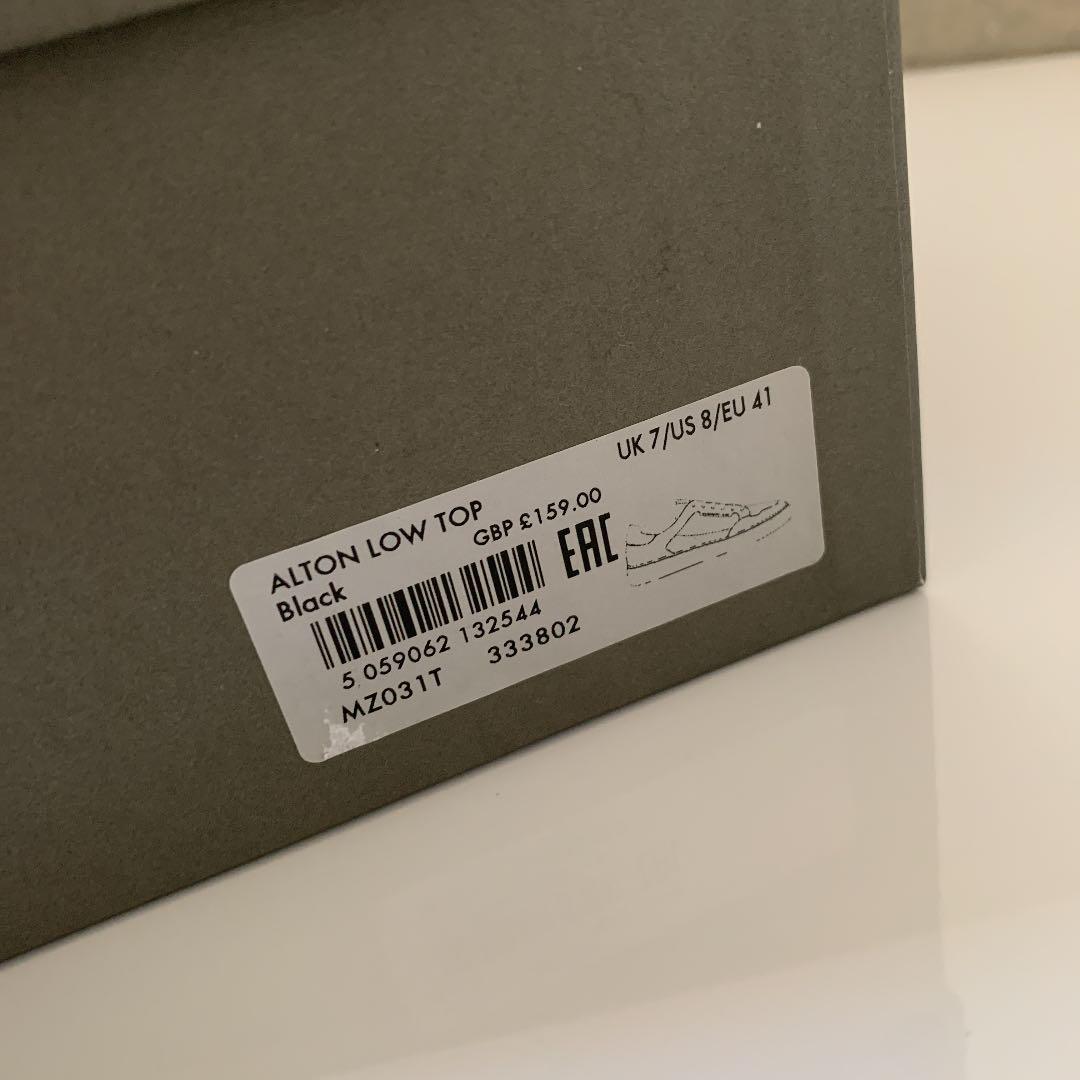 UK 7/US 8/EU 41
ALTON LOW TOP
GBP £159.00
Black
EAC
5 059062 132544
MZ031T 333802